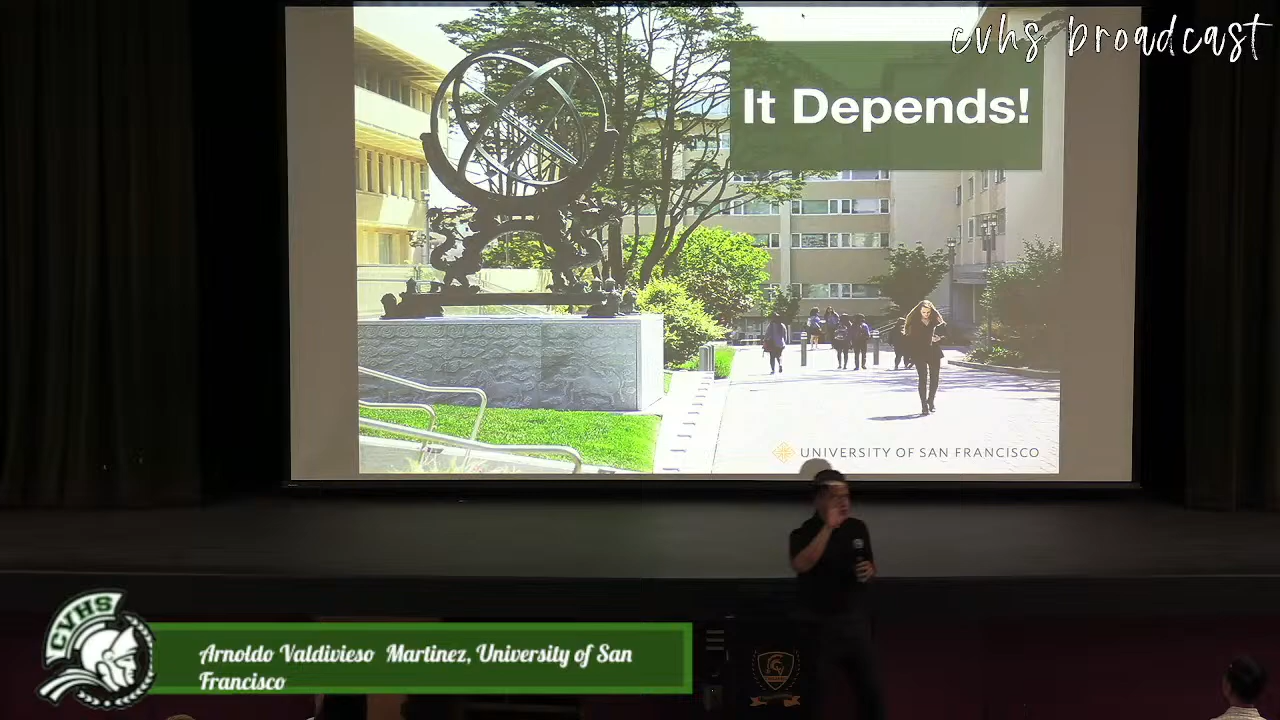 cvhs broadcast
It Depends!
UNIVERSITY OF SAN FRANCISCO
CVHS
Arnoldo Valdivieso Martinez, University of San
Francisco